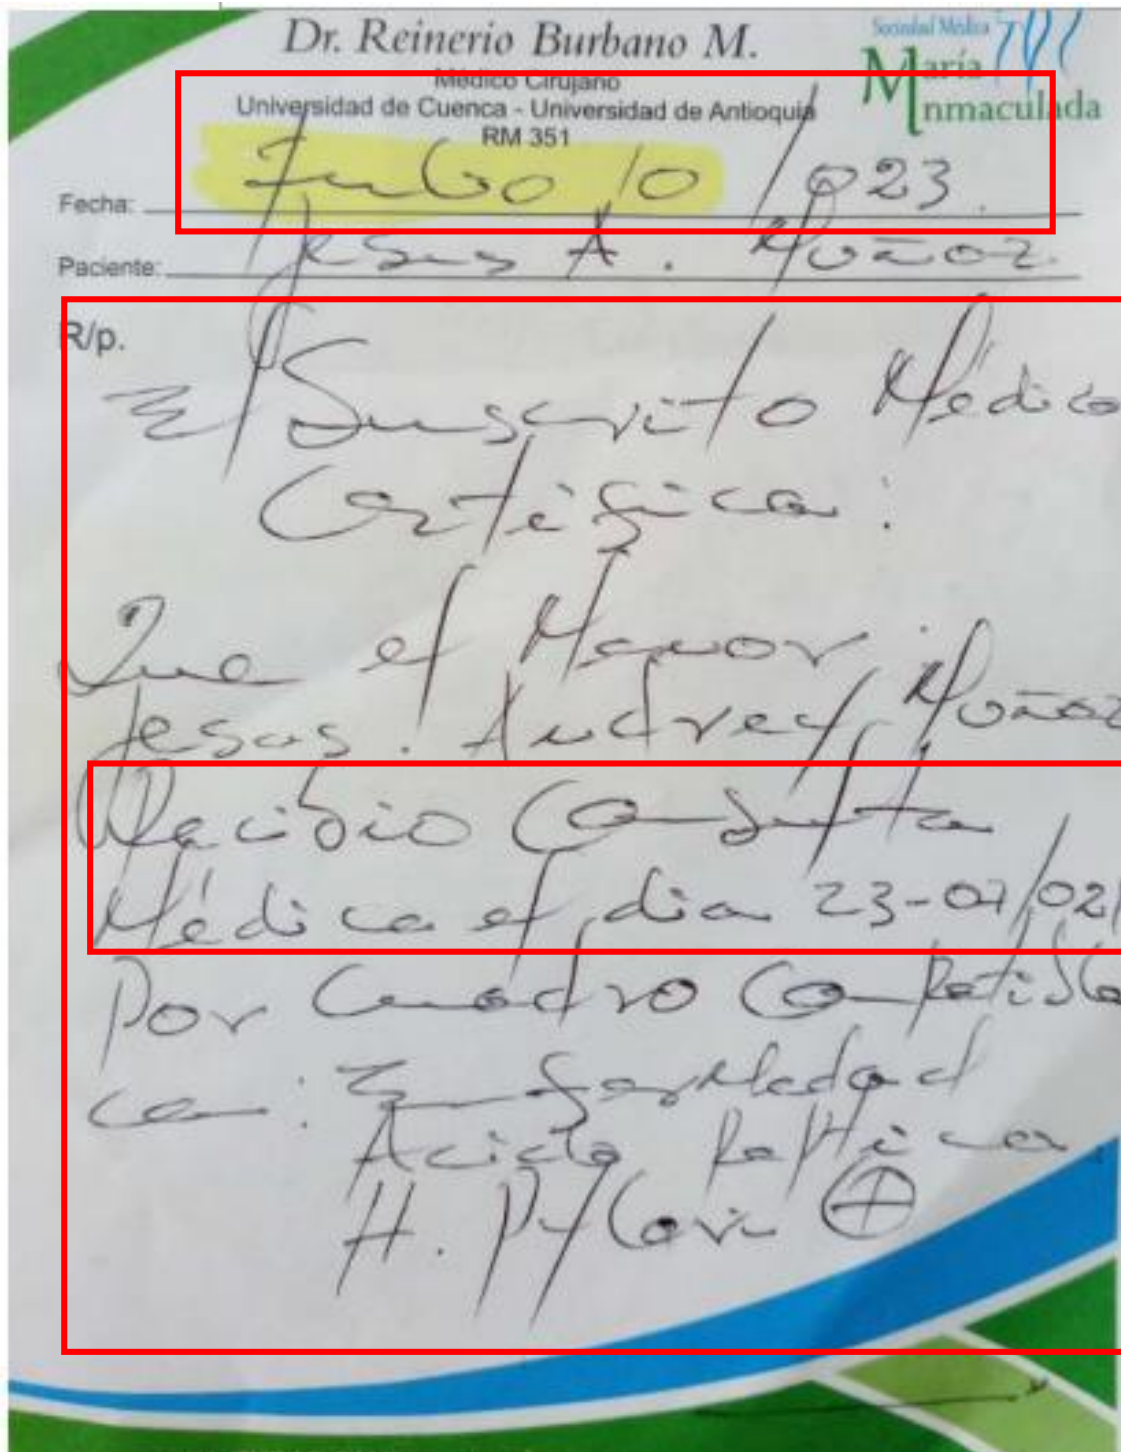 Dr. Reinerio Burbano M.
Médico Cirujano
Universidad de Cuenca - Universidad de Antioquia
RM 351
Sociedad Médica
María
Inmaculada
Fecha: Julio 10/023
Paciente: Jesus A. Muñoz
R/p.
El Suscrito Médico
Certifica:
Que el Menor
Jesus. Andrey Muñoz
Recibio Consulta
Médica el dia 23-07/021
Por Cuadro Compatible
con: Enfermedad
Acido Peptica.
H. Pylori ⊕